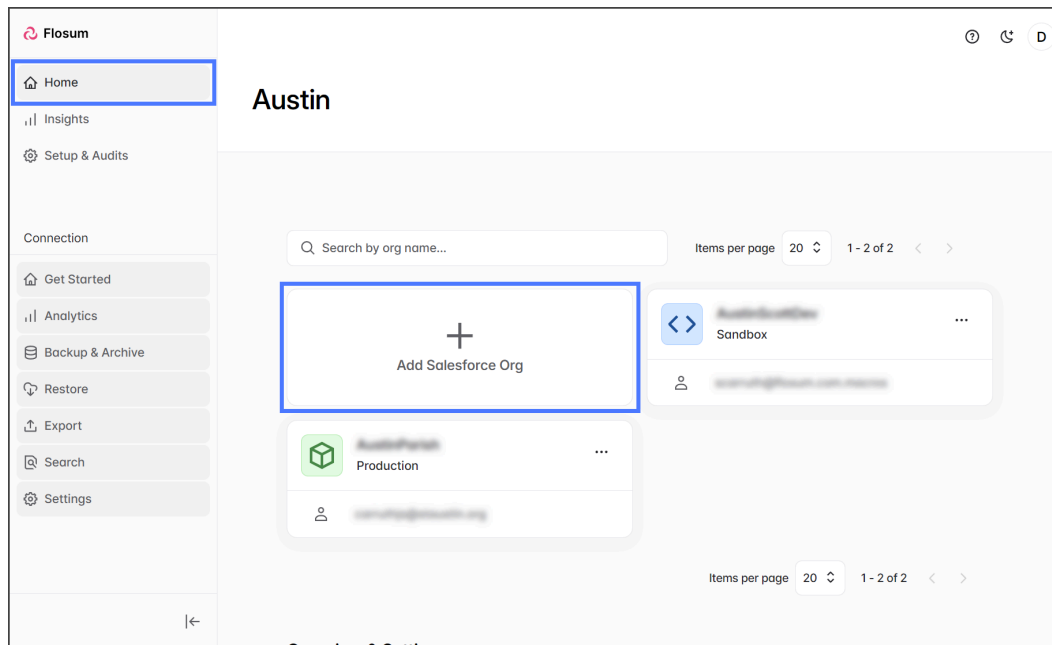 Flosum
D
Home
Austin
Insights
Setup & Audits
Connection
Search by org name...
Items per page 20 1 - 2 of 2
Get Started
Analytics
Add Salesforce Org
Sandbox
Backup & Archive
Restore
Export
Production
Search
Settings
Items per page 20 1 - 2 of 2